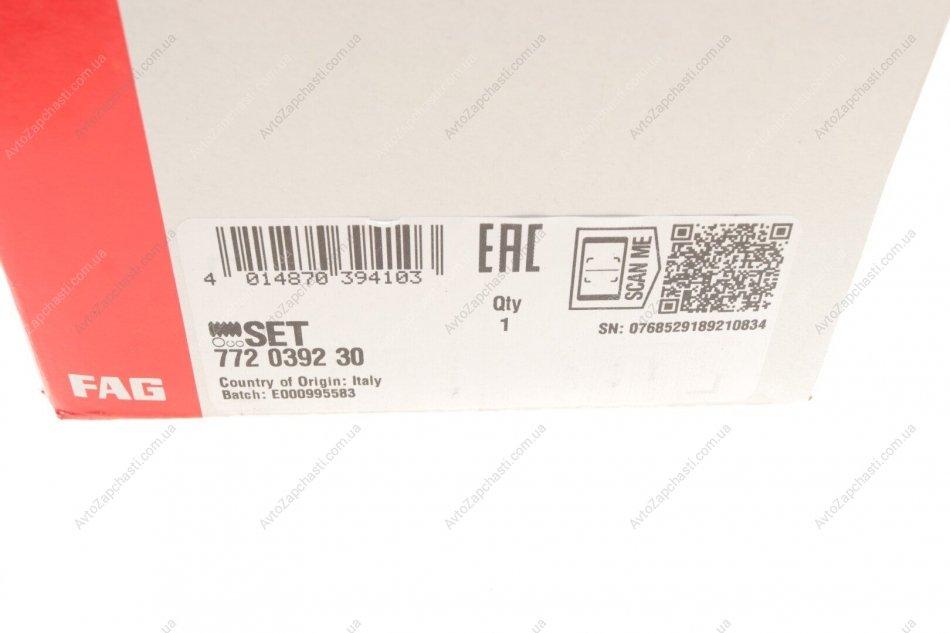 4 014870 394103
EAC
SCAN ME
Qty
1
SN: 0768529189210834
SET
772 0392 30
Country of Origin: Italy
Batch: E000995583
FAG
AvtoZapchasti.com.ua